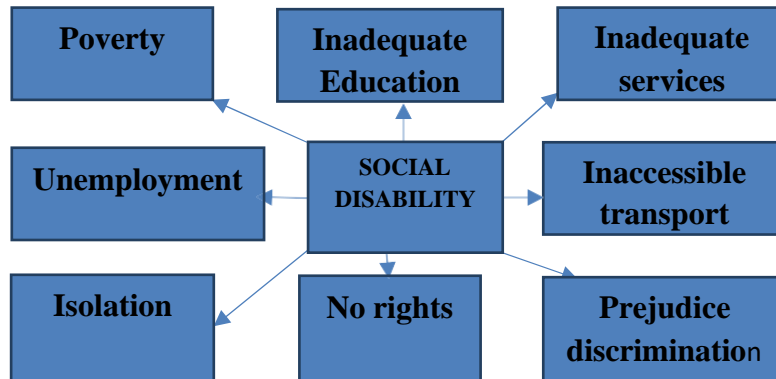 Poverty
Inadequate
Education
Inadequate
services
Unemployment
SOCIAL
DISABILITY
Inaccessible
transport
Isolation
No rights
Prejudice
discrimination